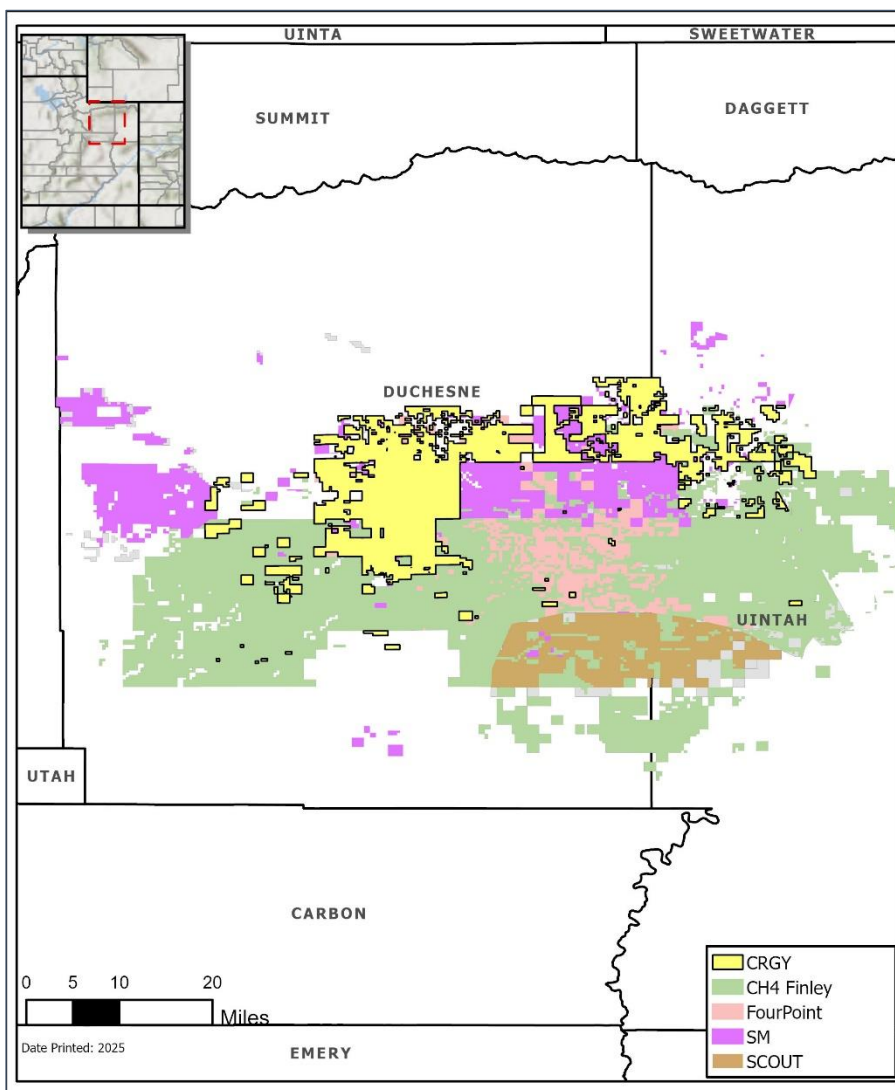 UINTA
SWEETWATER
SUMMIT
DAGGETT
DUCHESNE
UINTAH
UTAH
CARBON
0 5 10 20
Miles
Date Printed: 2025
EMERY
CRGY
CH4 Finley
FourPoint
SM
SCOUT